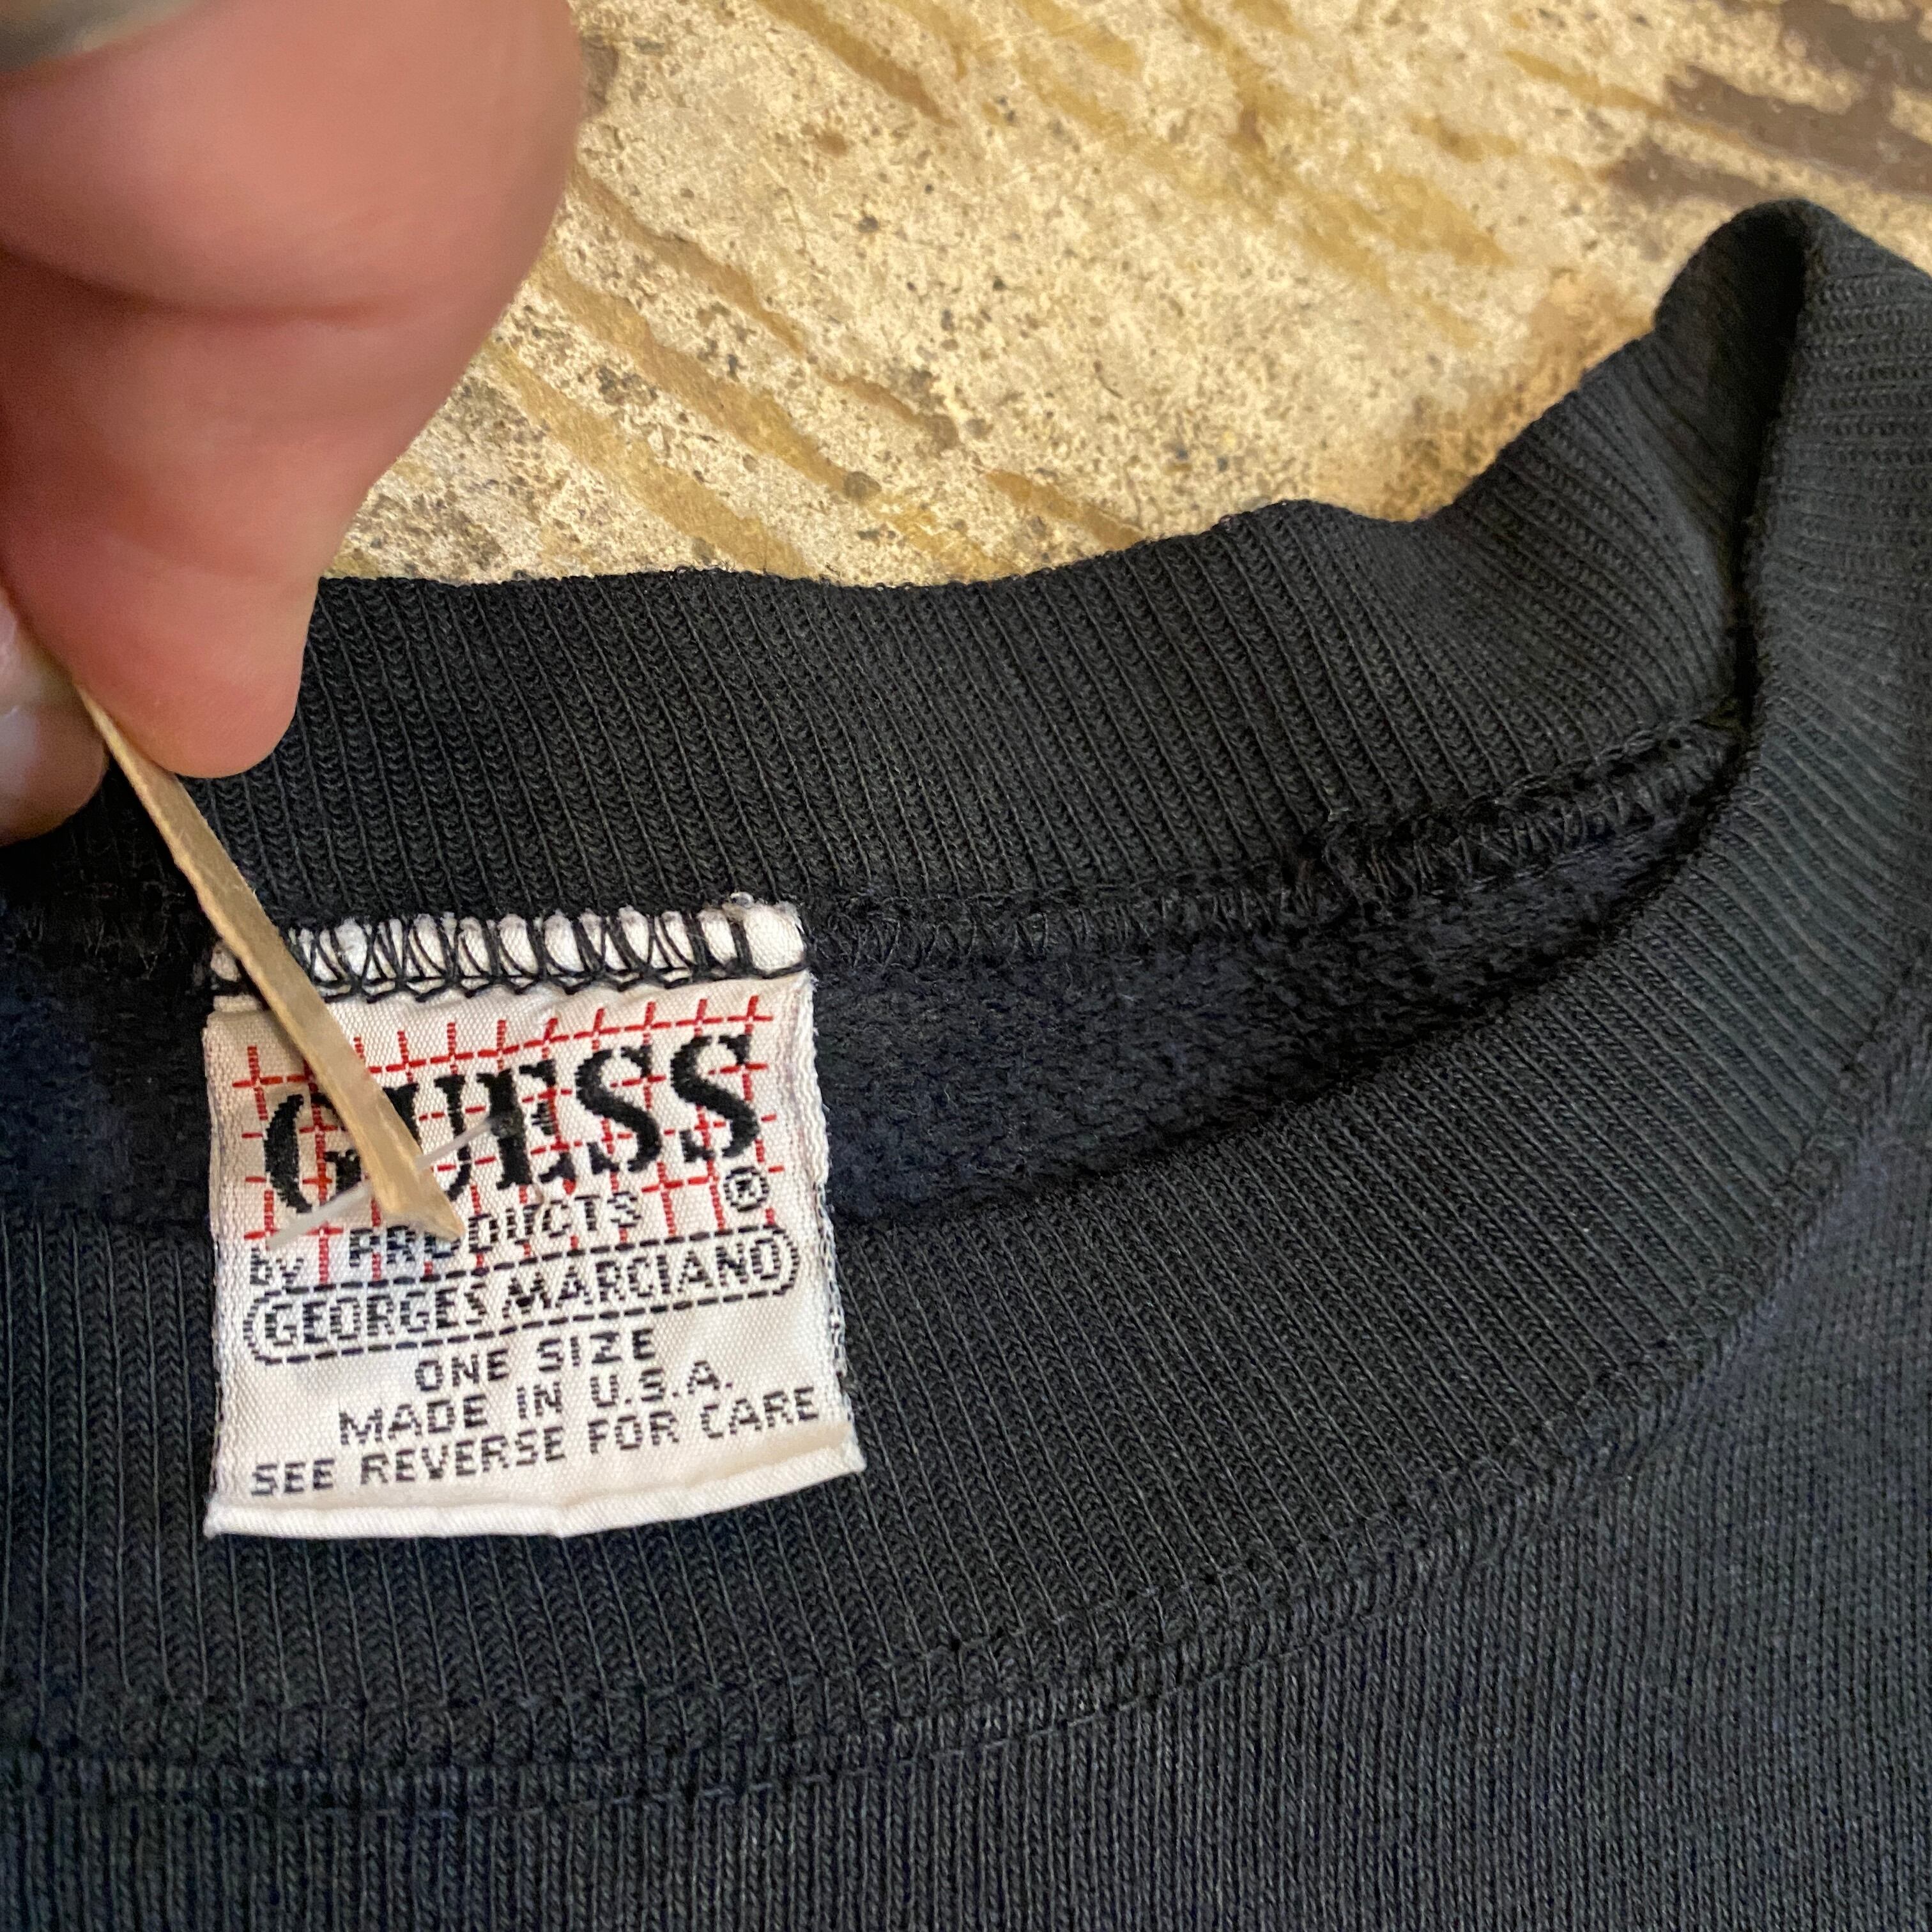 GUESS
PRODUCTS ®
BY
GEORGES MARCIANO
ONE SIZE
MADE IN U.S.A.
SEE REVERSE FOR CARE